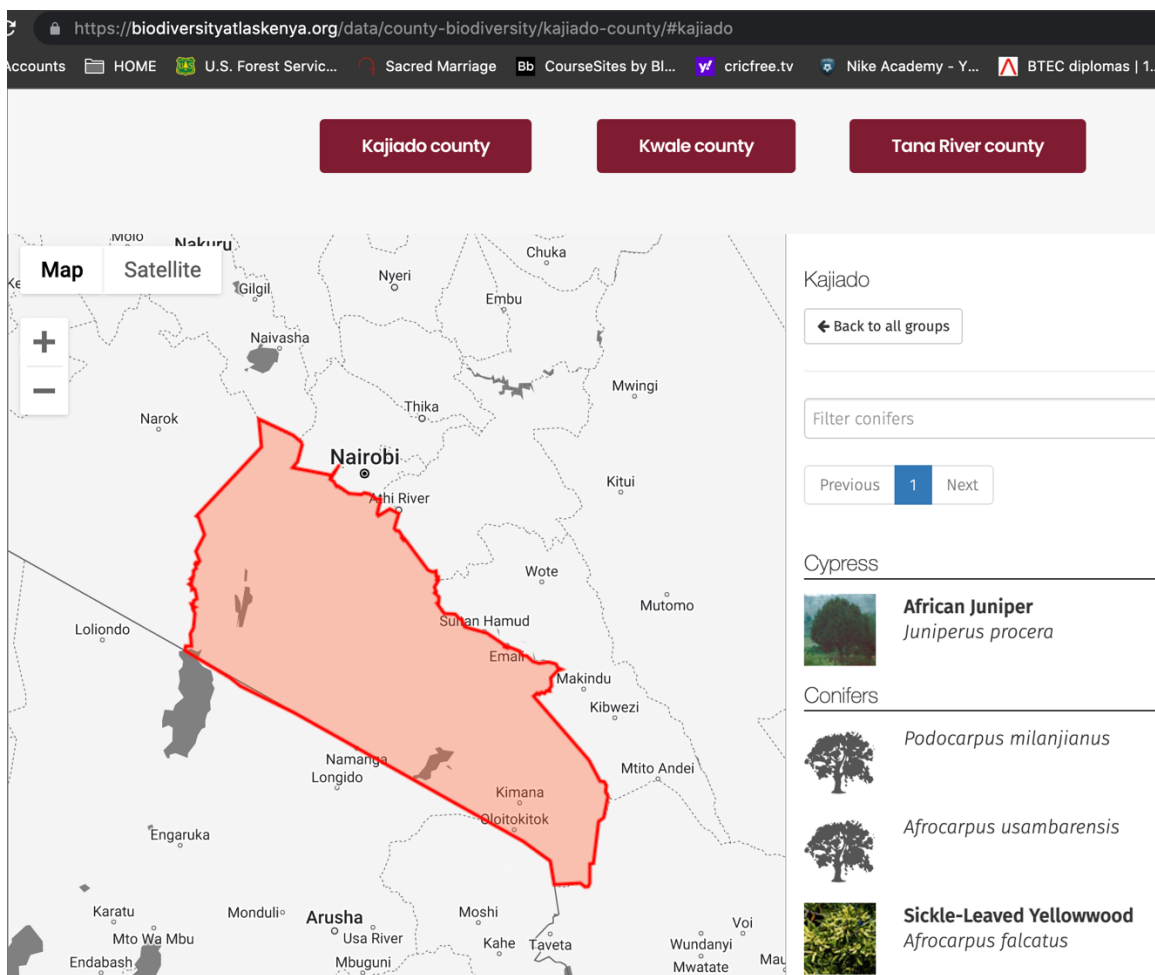 https://biodiversityatlaskenya.org/data/county-biodiversity/kajiado-county/#kajiado
Accounts HOME U.S. Forest Servic... Sacred Marriage Bb CourseSites by Bl... y! cricfree.tv Nike Academy - Y... BTEC diplomas | 1...
Kajiado county Kwale county Tana River county
Molo Nakuru
Map Satellite
Chuka
Nyeri
Gilgil
Embu
Naivasha
Mwingi
Thika
Narok
Nairobi
Kitui
Athi River
Wote
Mutomo
Loliondo
Sultan Hamud
Emali
Makindu
Kibwezi
Namanga
Longido
Mtito Andei
Kimana
Oloitokitok
Engaruka
Karatu
Monduli
Arusha
Moshi
Voi
Mto Wa Mbu
Usa River
Kahe
Taveta
Wundanyi
Endabash
Mbuguni
Mwatate
Mau
Kajiado
Back to all groups
Filter conifers
Previous 1 Next
Cypress
African Juniper
Juniperus procera
Conifers
Podocarpus milanjianus
Afrocarpus usambarensis
Sickle-Leaved Yellowwood
Afrocarpus falcatus